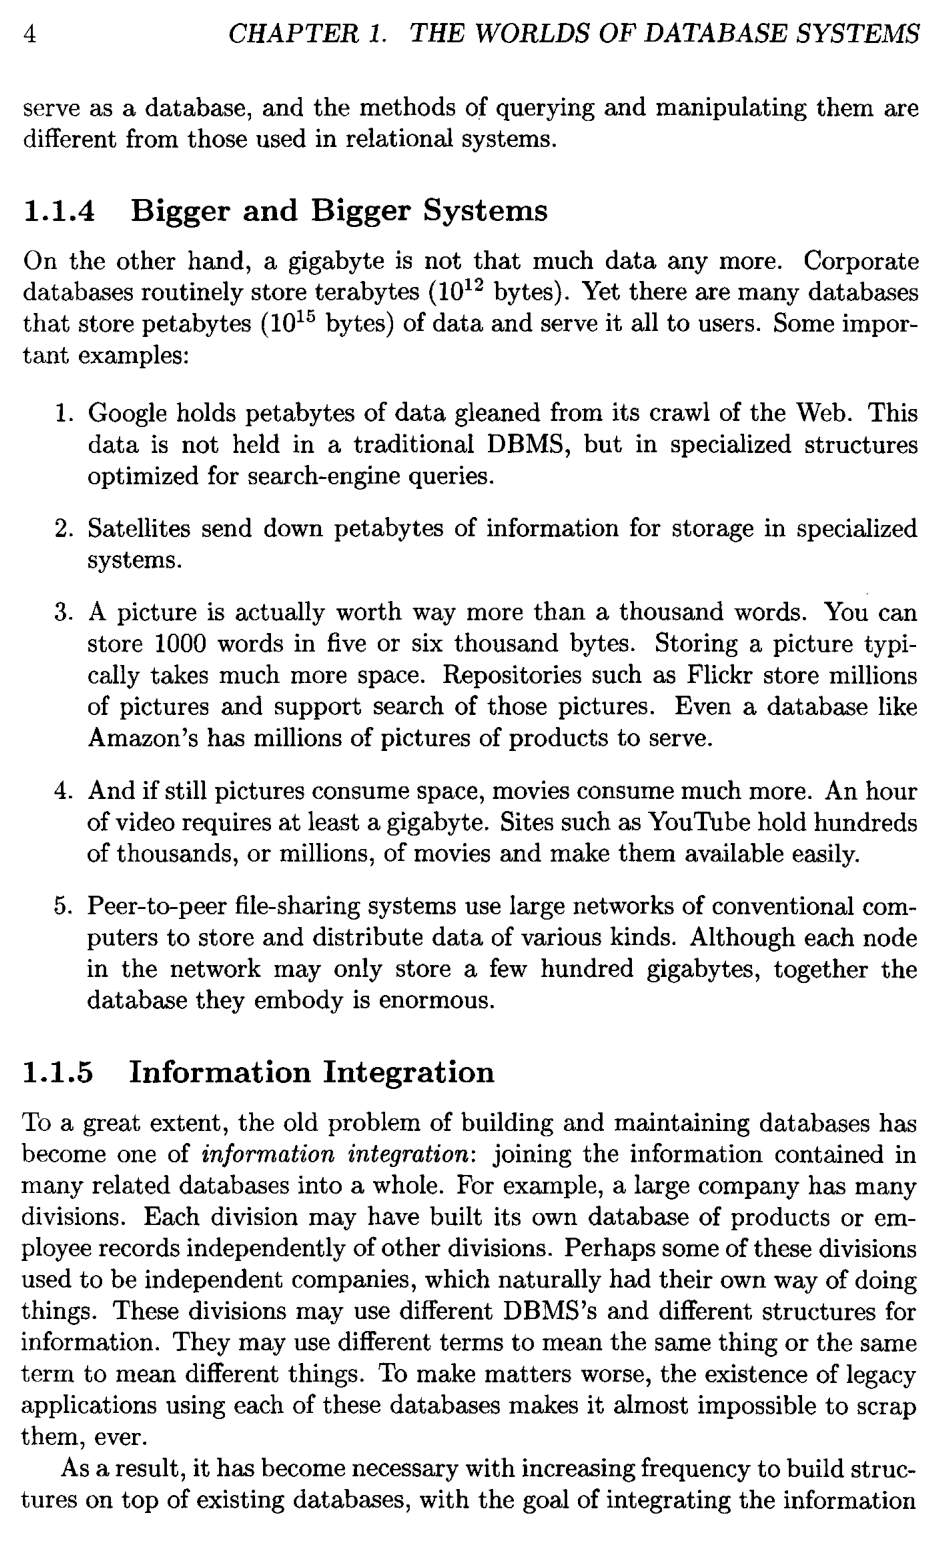 4 CHAPTER 1. THE WORLDS OF DATABASE SYSTEMS
serve as a database, and the methods of querying and manipulating them are
different from those used in relational systems.
1.1.4 Bigger and Bigger Systems
On the other hand, a gigabyte is not that much data any more. Corporate
databases routinely store terabytes (10¹² bytes). Yet there are many databases
that store petabytes (10¹⁵ bytes) of data and serve it all to users. Some impor-
tant examples:
1. Google holds petabytes of data gleaned from its crawl of the Web. This
data is not held in a traditional DBMS, but in specialized structures
optimized for search-engine queries.
2. Satellites send down petabytes of information for storage in specialized
systems.
3. A picture is actually worth way more than a thousand words. You can
store 1000 words in five or six thousand bytes. Storing a picture typi-
cally takes much more space. Repositories such as Flickr store millions
of pictures and support search of those pictures. Even a database like
Amazon's has millions of pictures of products to serve.
4. And if still pictures consume space, movies consume much more. An hour
of video requires at least a gigabyte. Sites such as YouTube hold hundreds
of thousands, or millions, of movies and make them available easily.
5. Peer-to-peer file-sharing systems use large networks of conventional com-
puters to store and distribute data of various kinds. Although each node
in the network may only store a few hundred gigabytes, together the
database they embody is enormous.
1.1.5 Information Integration
To a great extent, the old problem of building and maintaining databases has
become one of information integration: joining the information contained in
many related databases into a whole. For example, a large company has many
divisions. Each division may have built its own database of products or em-
ployee records independently of other divisions. Perhaps some of these divisions
used to be independent companies, which naturally had their own way of doing
things. These divisions may use different DBMS's and different structures for
information. They may use different terms to mean the same thing or the same
term to mean different things. To make matters worse, the existence of legacy
applications using each of these databases makes it almost impossible to scrap
them, ever.
As a result, it has become necessary with increasing frequency to build struc-
tures on top of existing databases, with the goal of integrating the information